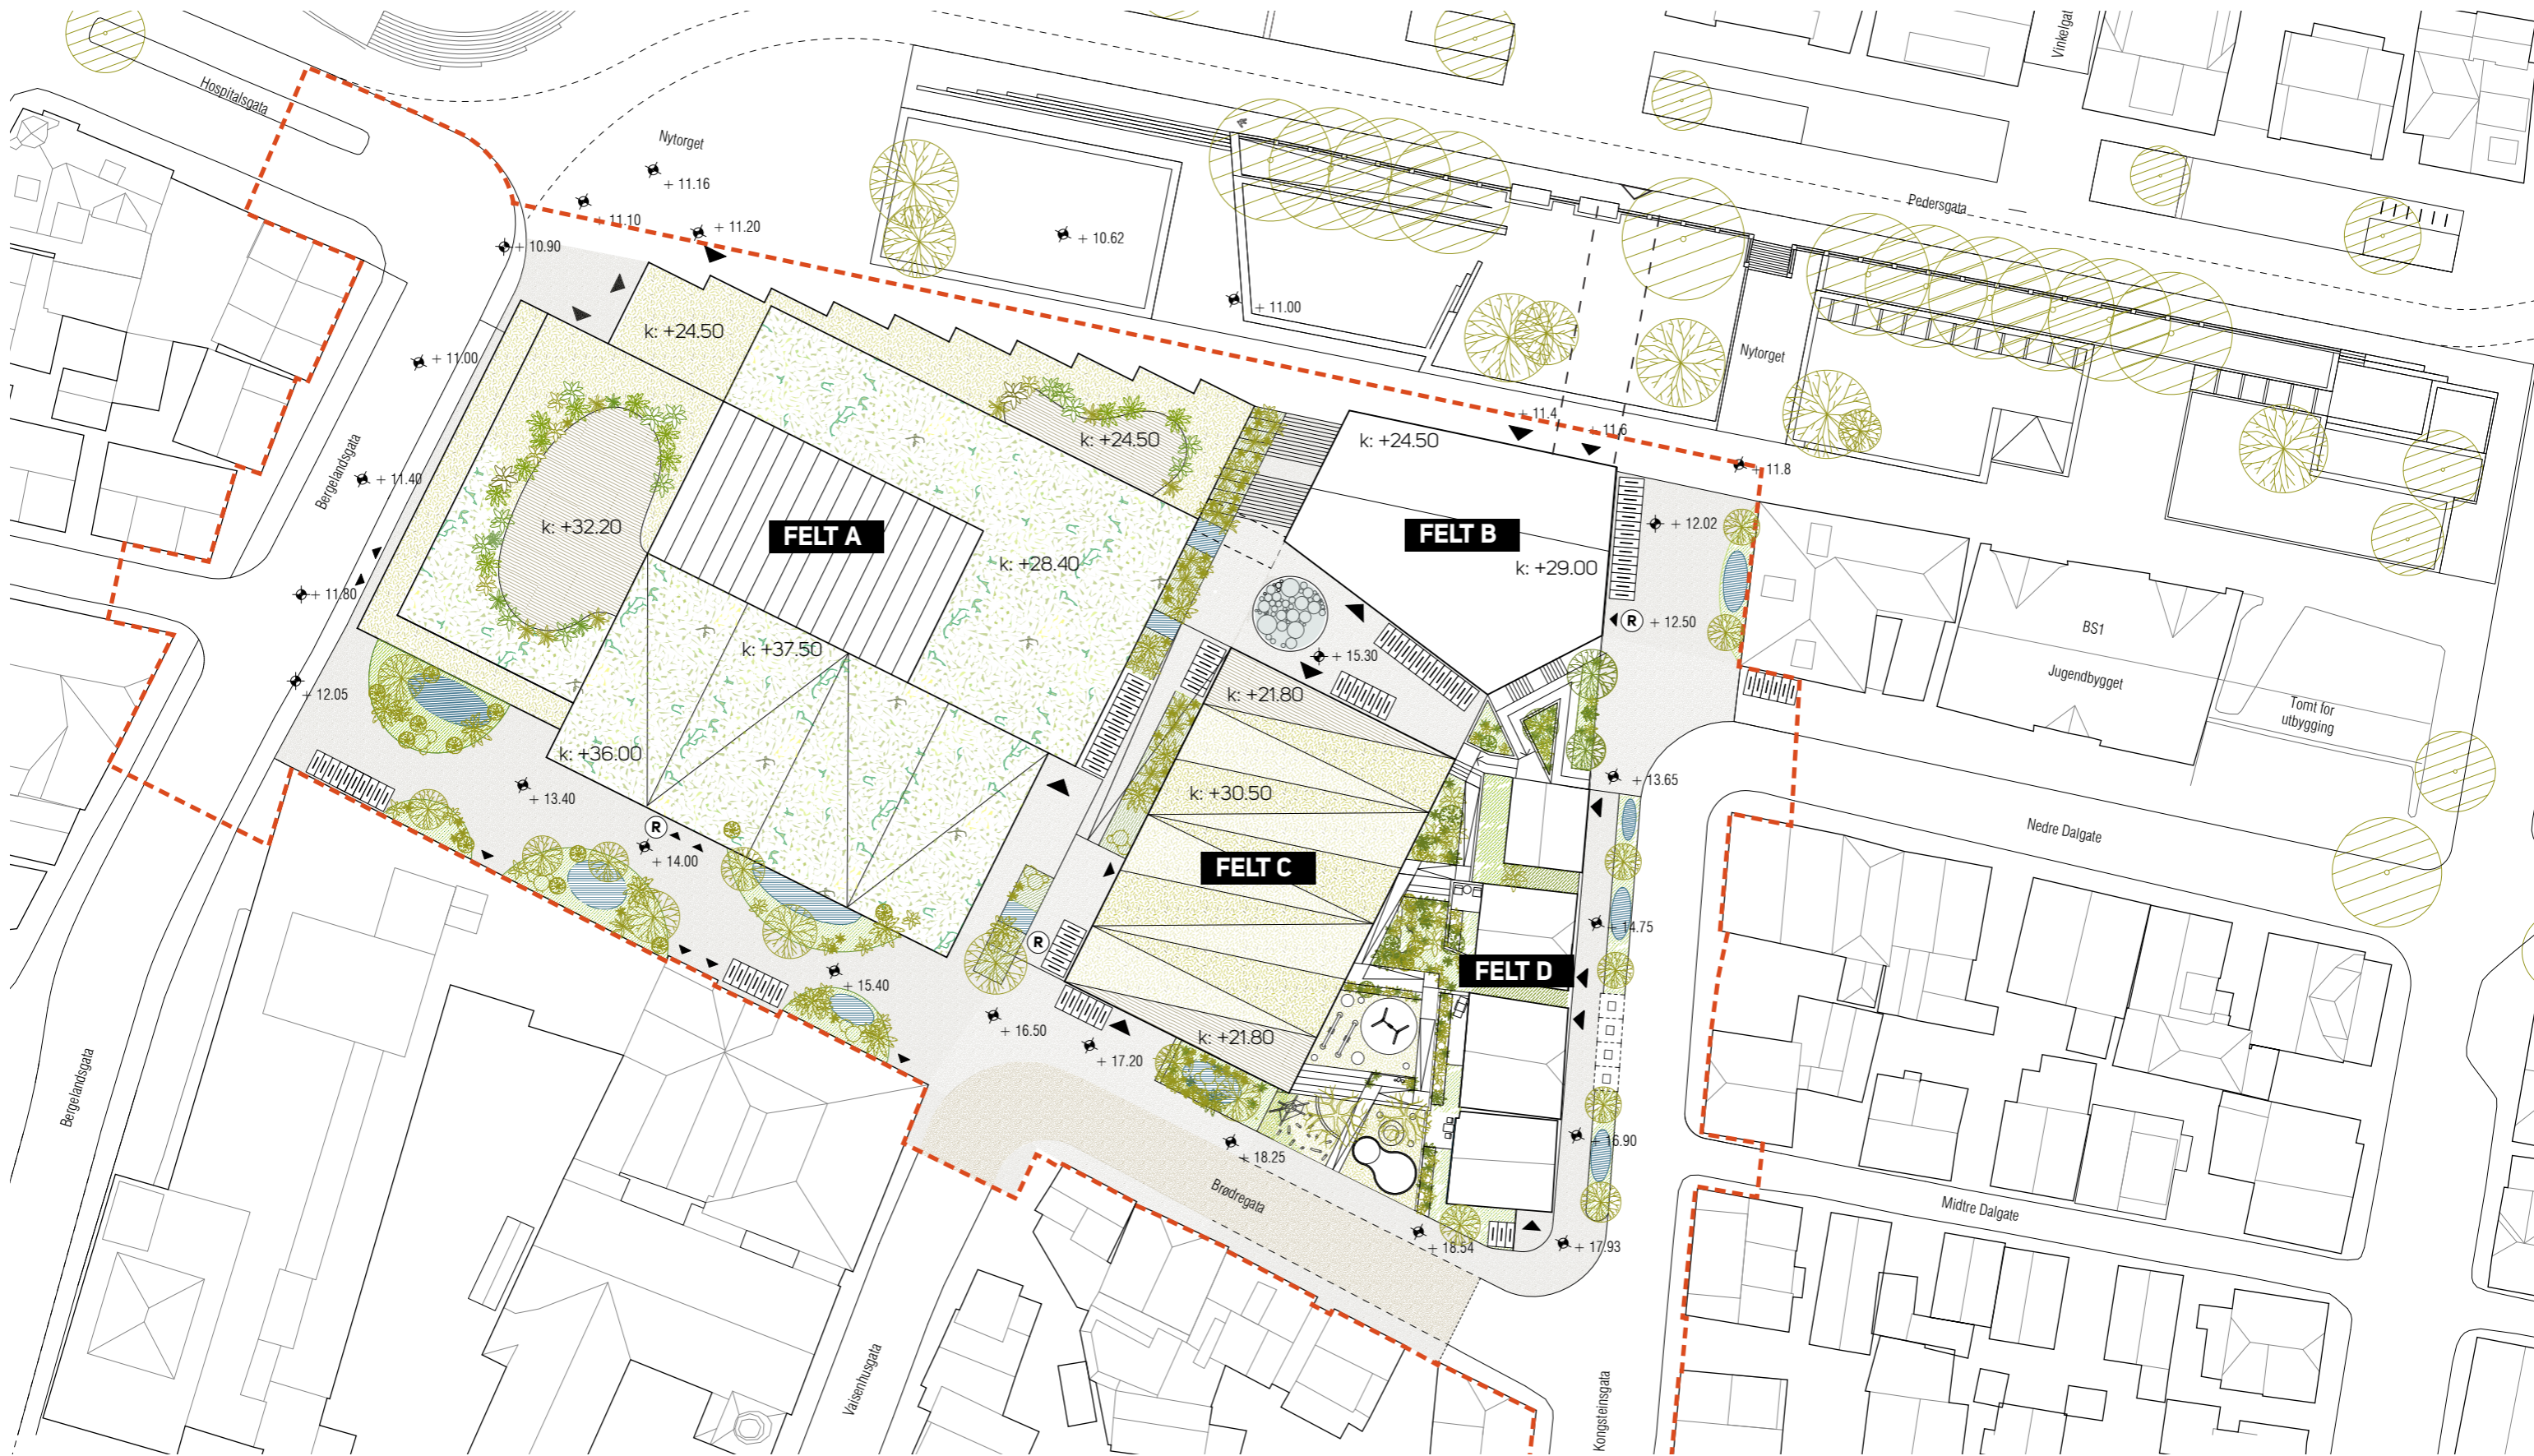 Hospitalsgata
Vinkelgat
Nytorget
+ 11.16
+ 11.10
+ 11.20
+ 10.90
+ 10.62
Pedersgata
+ 11.00
k: +24.50
+ 11.00
Nytorget
+ 11.4
+ 11.6
k: +24.50
k: +24.50
+ 11.8
Bergelandsgata
+ 11.40
k: +32.20
FELT A
FELT B
+ 12.02
k: +28.40
k: +29.00
+ 11.80
R
+ 12.50
BS1
Jugendbygget
k: +37.50
+ 15.30
+ 12.05
k: +21.80
Tomt for
utbygging
k: +36.00
+ 13.65
+ 13.40
k: +30.50
R
+ 14.00
Nedre Dalgate
FELT C
+ 14.75
R
FELT D
+ 15.40
+ 16.50
k: +21.80
+ 17.20
Bergelandsgata
+ 16.90
+ 18.25
Brødregata
Midtre Dalgate
+ 18.54
+ 17.93
Vaisenhusgata
Kongsteinsgata